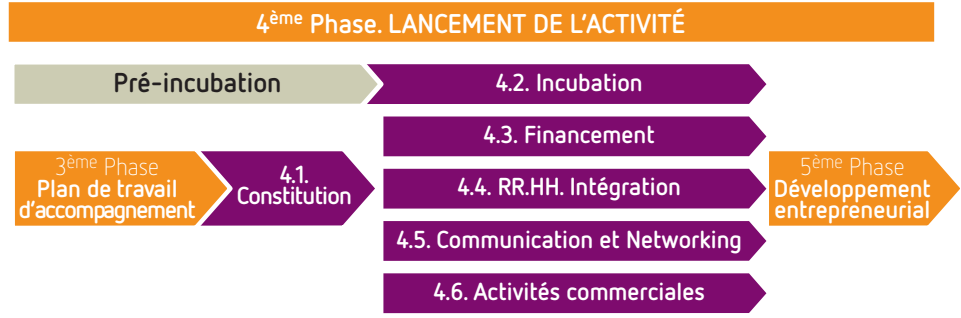 4ème Phase. LANCEMENT DE L'ACTIVITÉ
Pré-incubation
4.2. Incubation
4.3. Financement
3ème Phase
Plan de travail
d'accompagnement
4.1.
Constitution
4.4. RR.HH. Intégration
5ème Phase
Développement
entrepreneurial
4.5. Communication et Networking
4.6. Activités commerciales